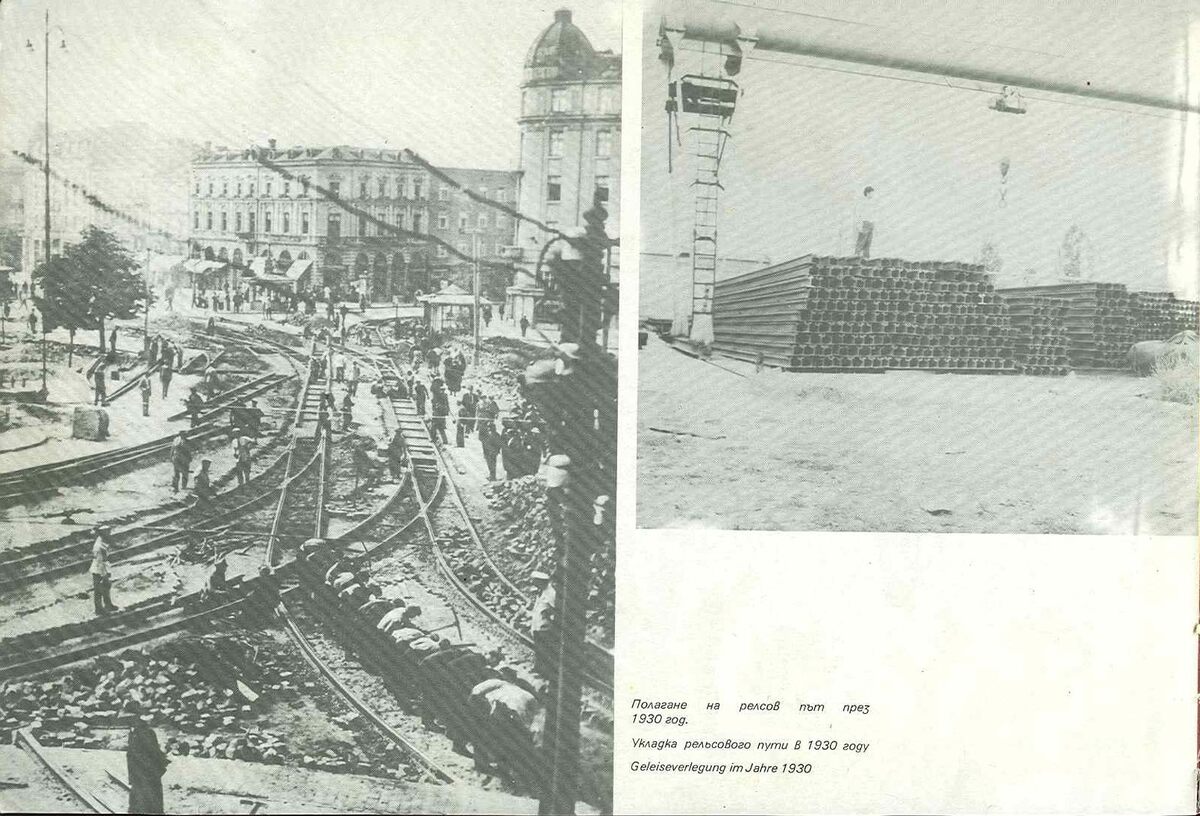 Полагане на релсов път през
1930 год.
Укладка рельсового пути в 1930 году
Geleiseverlegung im Jahre 1930